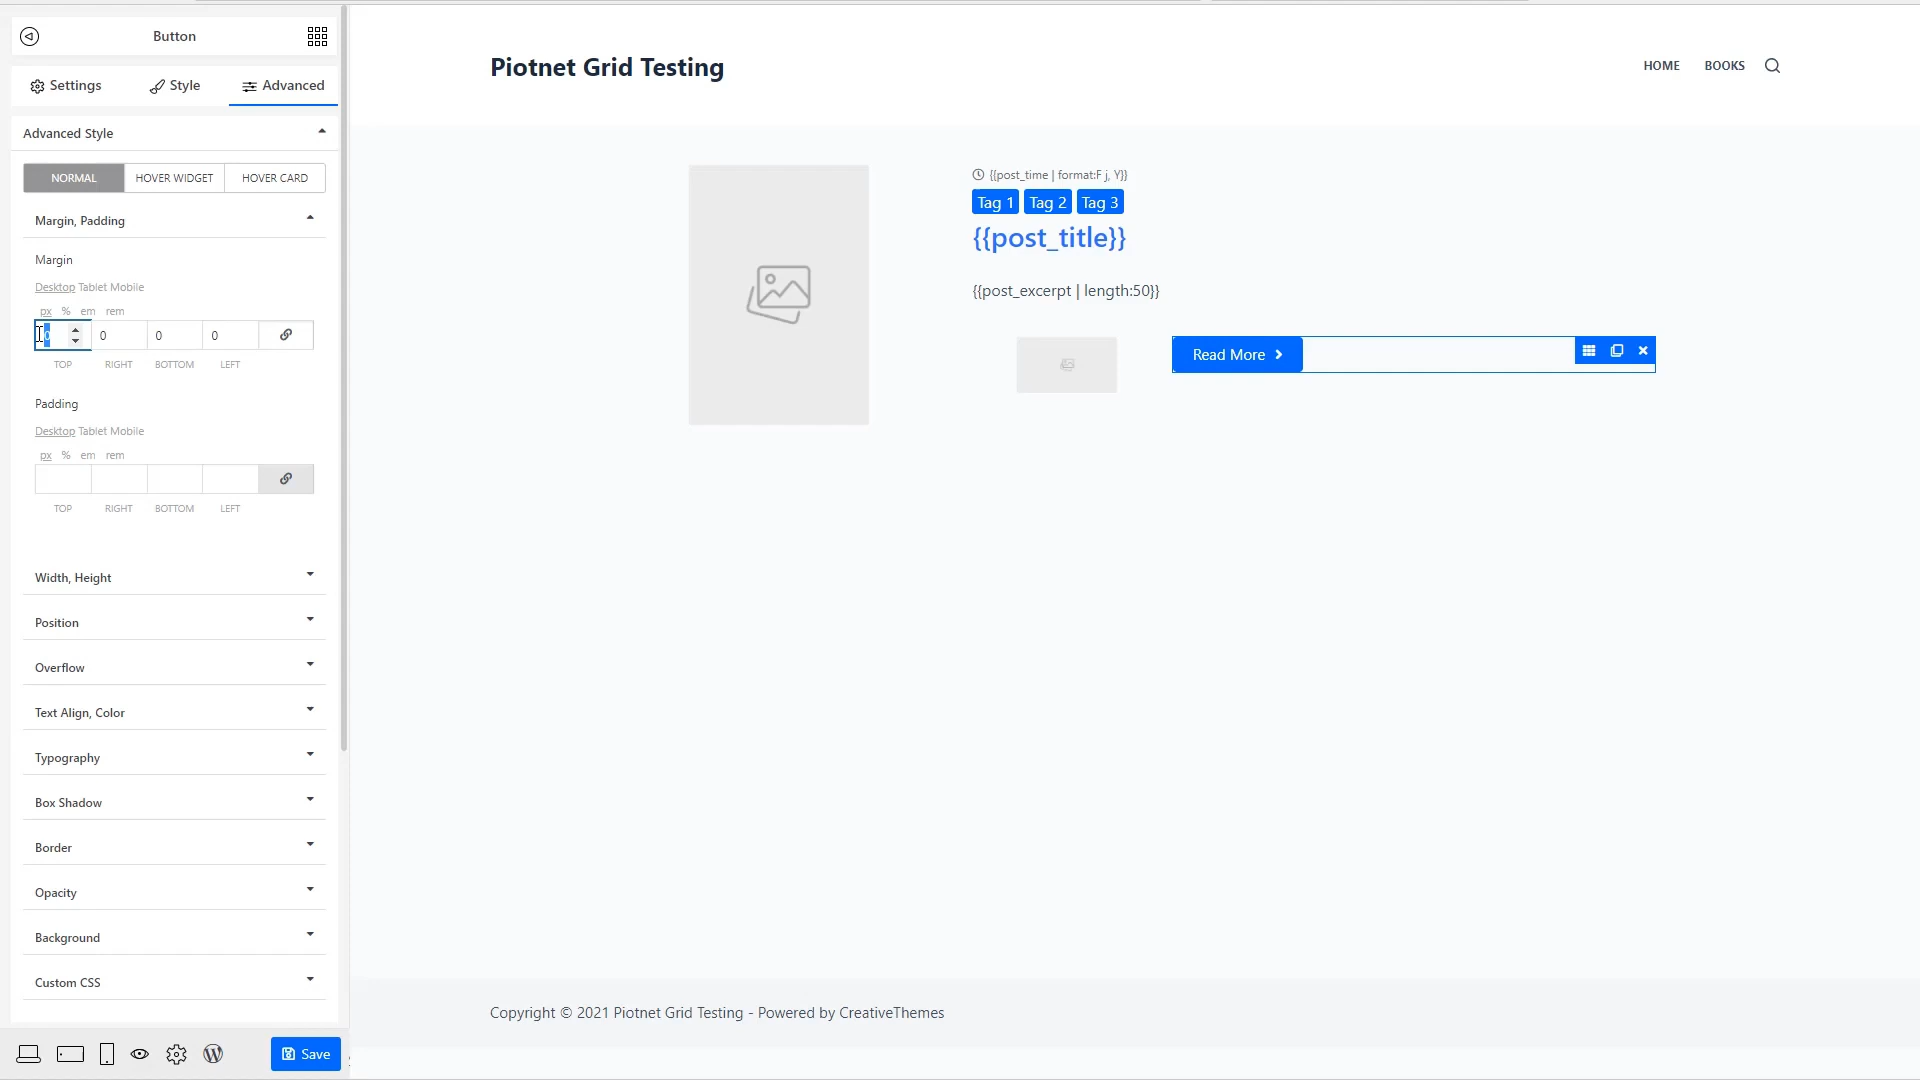 Button
Settings
Style
Advanced
Advanced Style
NORMAL
HOVER WIDGET
HOVER CARD
Margin, Padding
Margin
Desktop Tablet Mobile
px % em rem
0 0 0 0
TOP RIGHT BOTTOM LEFT
Padding
Desktop Tablet Mobile
px % em rem
TOP RIGHT BOTTOM LEFT
Width, Height
Position
Overflow
Text Align, Color
Typography
Box Shadow
Border
Opacity
Background
Custom CSS
Save
Piotnet Grid Testing
HOME BOOKS
{{post_time | format:F j, Y}}
Tag 1 Tag 2 Tag 3
{{post_title}}
{{post_excerpt | length:50}}
Read More
Copyright © 2021 Piotnet Grid Testing - Powered by CreativeThemes